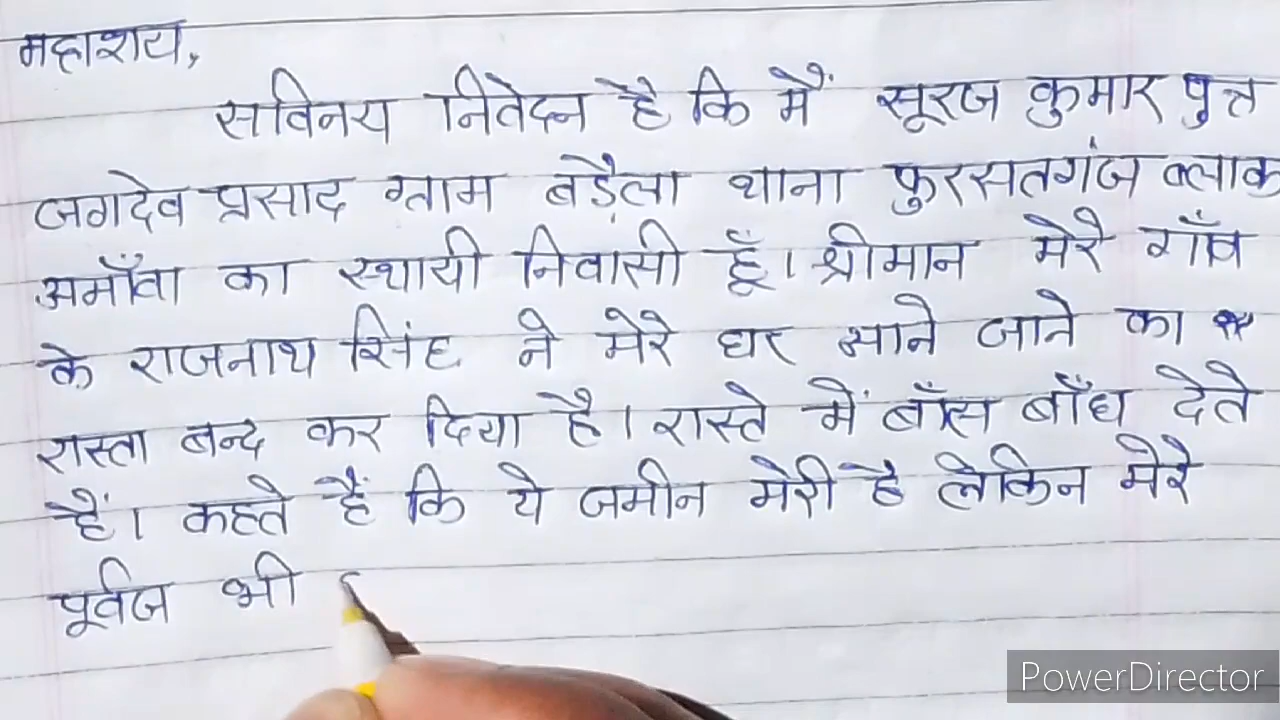 महाशय,
सविनय निवेदन है कि मैं सूरज कुमार पुत्र
जगदेव प्रसाद ग्राम बड़ैला थाना फुरसतगंज ब्लाक
अमाँवा का स्थायी निवासी हूँ। श्रीमान मेरे गाँव
के राजनाथ सिंह ने मेरे घर आने जाने का
रास्ता बन्द कर दिया है। रास्ते में बाँस बाँध देते
हैं। कहते हैं कि ये जमीन मेरी है लेकिन मेरे
पूर्वज भी
PowerDirector